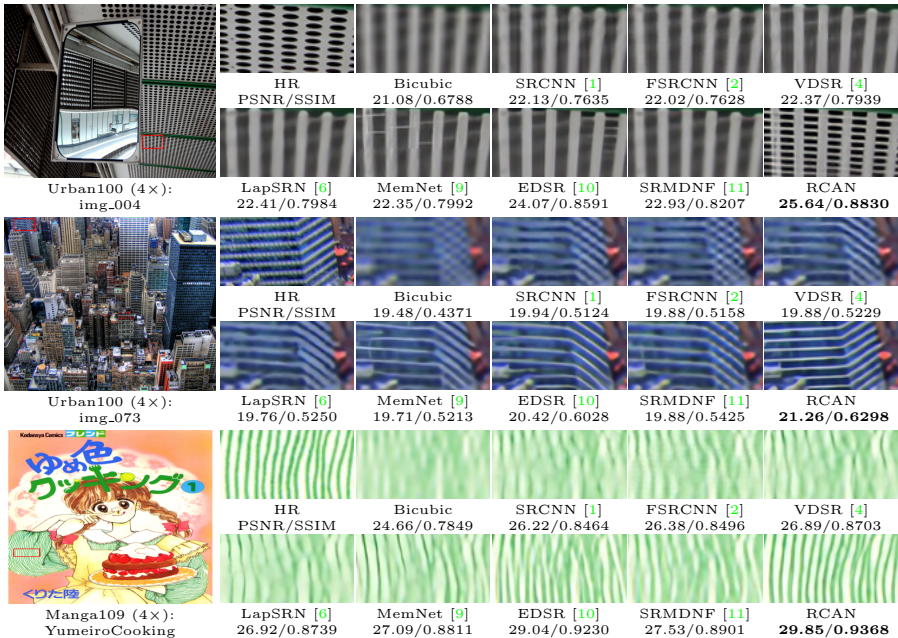 HR
PSNR/SSIM
Bicubic
21.08/0.6788
SRCNN [1]
22.13/0.7635
FSRCNN [2]
22.02/0.7628
VDSR [4]
22.37/0.7939
Urban100 (4×):
img_004
LapSRN [6]
22.41/0.7984
MemNet [9]
22.35/0.7992
EDSR [10]
24.07/0.8591
SRMDNF [11]
22.93/0.8207
RCAN
25.64/0.8830
HR
PSNR/SSIM
Bicubic
19.48/0.4371
SRCNN [1]
19.94/0.5124
FSRCNN [2]
19.88/0.5158
VDSR [4]
19.88/0.5229
Urban100 (4×):
img_073
LapSRN [6]
19.76/0.5250
MemNet [9]
19.71/0.5213
EDSR [10]
20.42/0.6028
SRMDNF [11]
19.88/0.5425
RCAN
21.26/0.6298
Kodansya Comics フレンド
ゆめ色
クッキング1
くりた陸
HR
PSNR/SSIM
Bicubic
24.66/0.7849
SRCNN [1]
26.22/0.8464
FSRCNN [2]
26.38/0.8496
VDSR [4]
26.89/0.8703
Manga109 (4×):
YumeiroCooking
LapSRN [6]
26.92/0.8739
MemNet [9]
27.09/0.8811
EDSR [10]
29.04/0.9230
SRMDNF [11]
27.53/0.8901
RCAN
29.85/0.9368